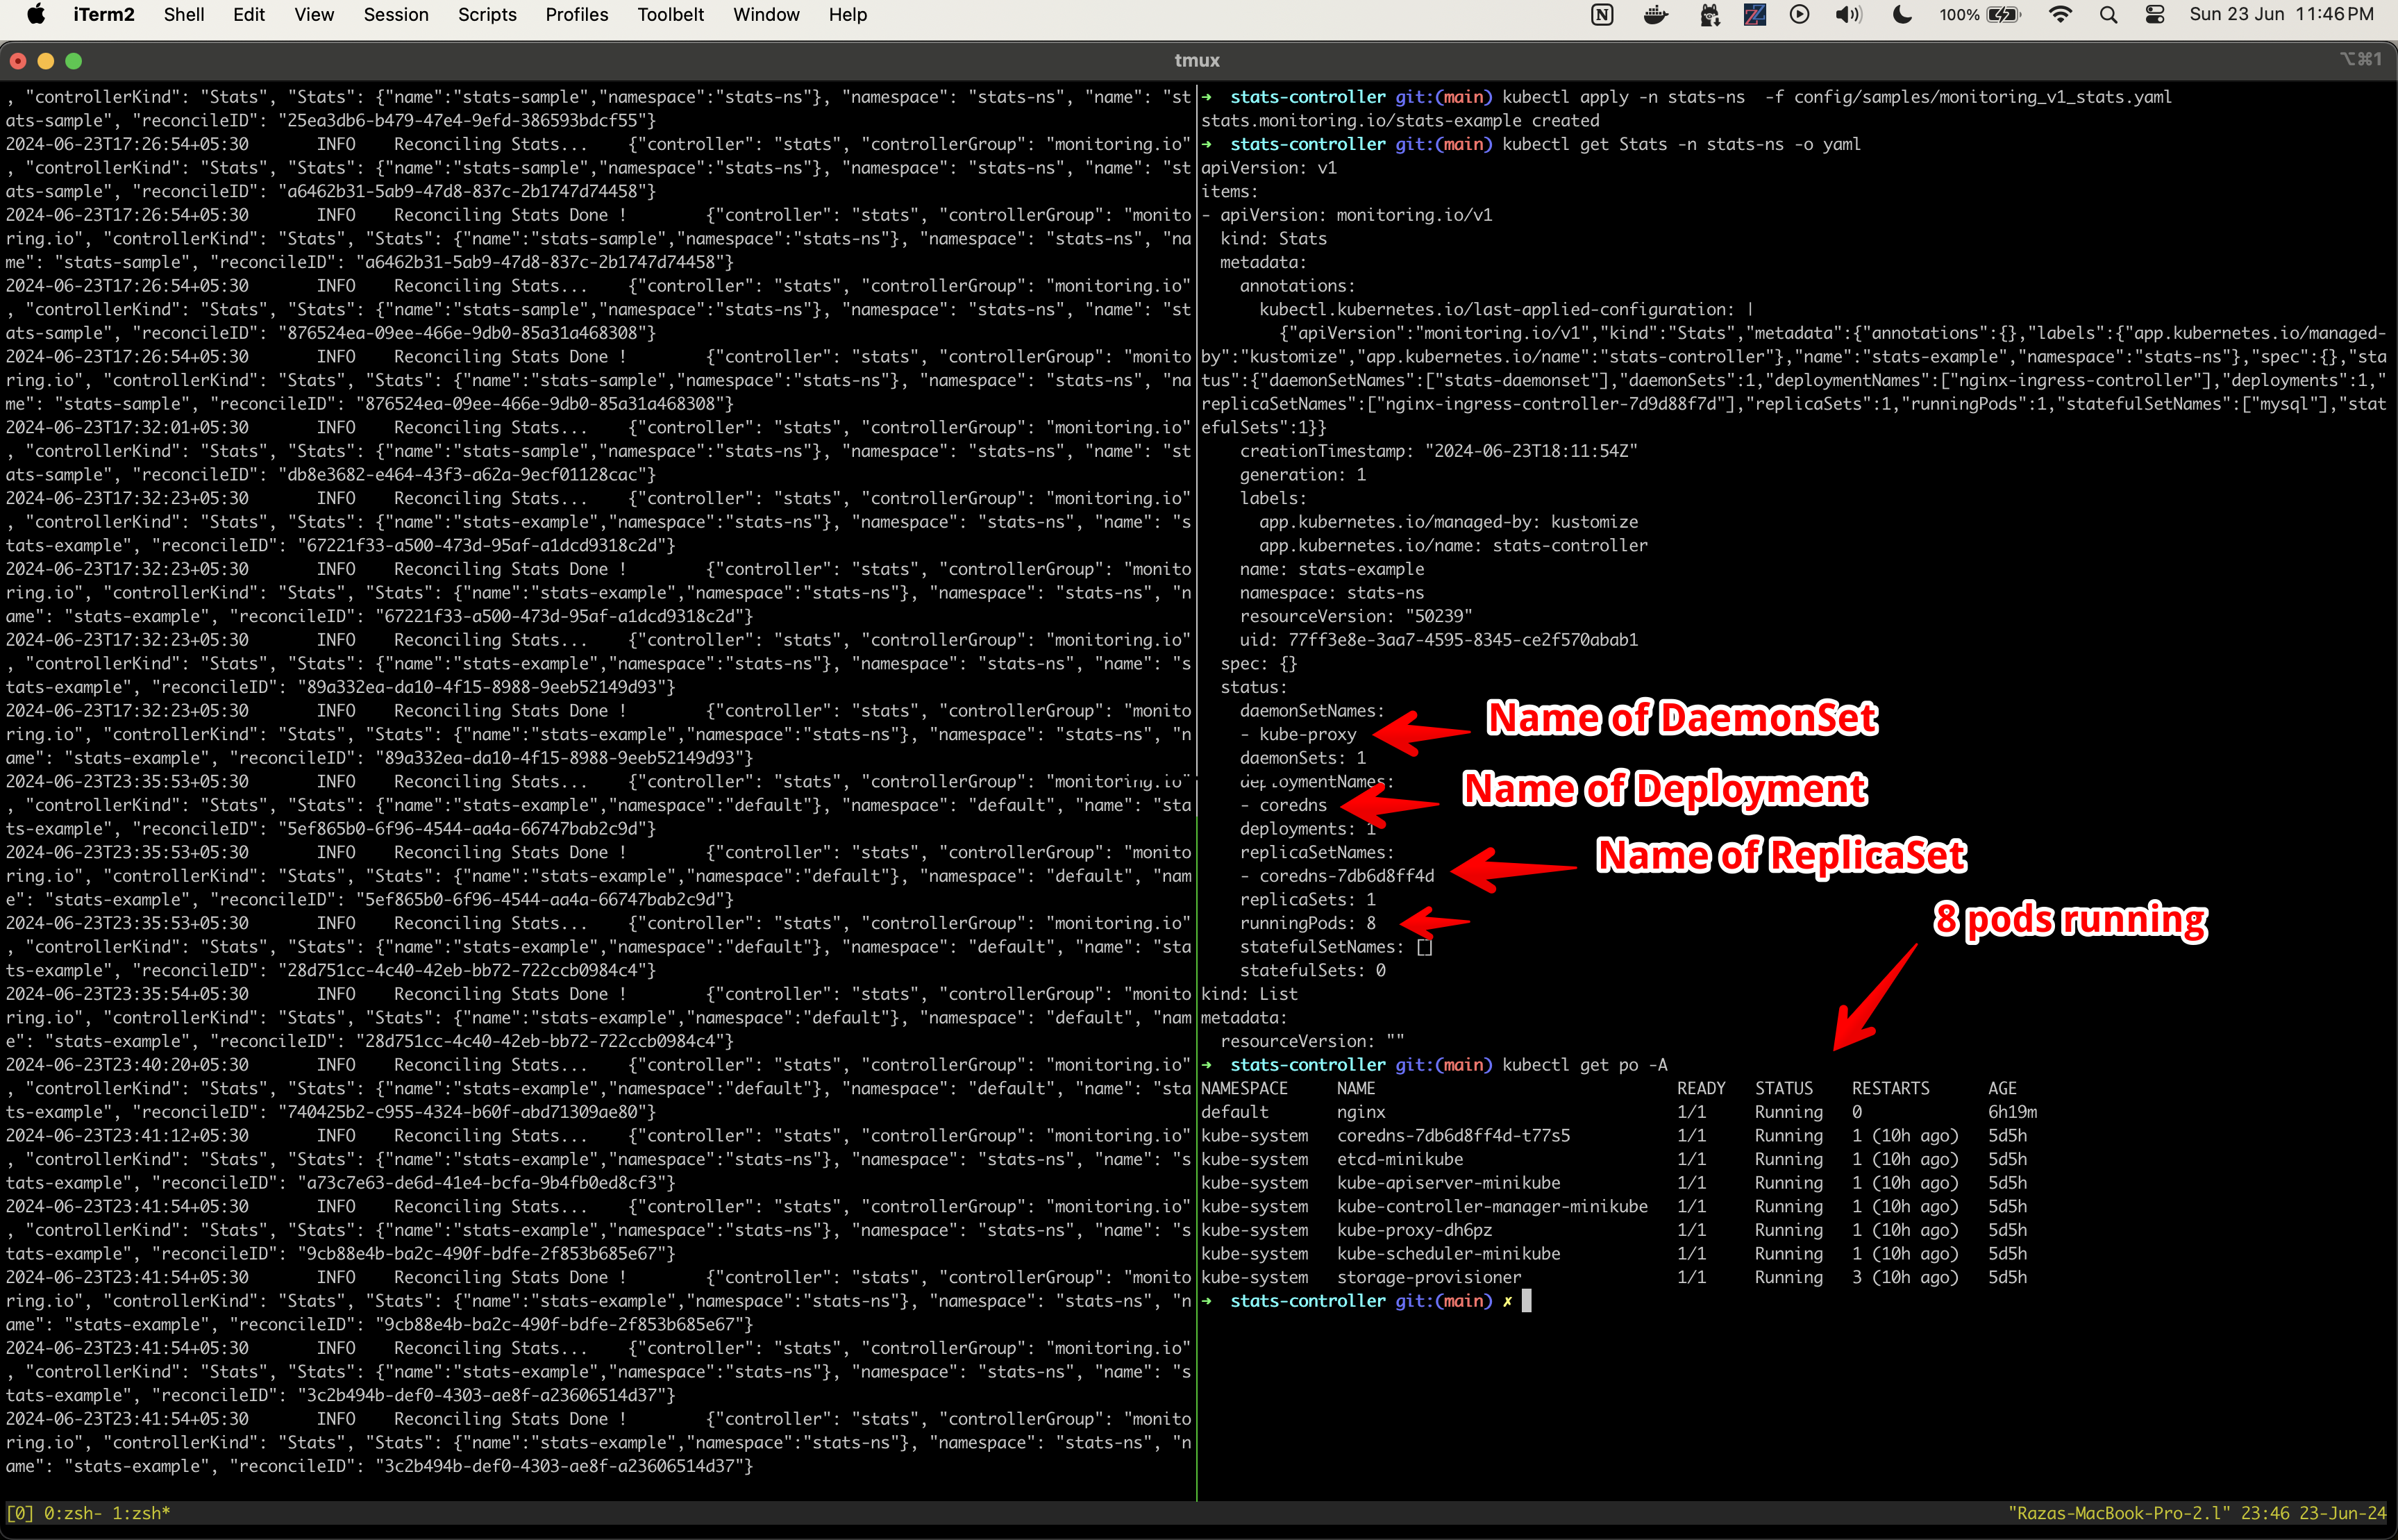 iTerm2 Shell Edit View Session Scripts Profiles Toolbelt Window Help 100% Sun 23 Jun 11:46 PM
tmux ⌥⌘1
, "controllerKind": "Stats", "Stats": {"name":"stats-sample","namespace":"stats-ns"}, "namespace": "stats-ns", "name": "st
ats-sample", "reconcileID": "25ea3db6-b479-47e4-9efd-386593bdcf55"}
2024-06-23T17:26:54+05:30 INFO Reconciling Stats... {"controller": "stats", "controllerGroup": "monitoring.io"
, "controllerKind": "Stats", "Stats": {"name":"stats-sample","namespace":"stats-ns"}, "namespace": "stats-ns", "name": "st
ats-sample", "reconcileID": "a6462b31-5ab9-47d8-837c-2b1747d74458"}
2024-06-23T17:26:54+05:30 INFO Reconciling Stats Done ! {"controller": "stats", "controllerGroup": "monito
ring.io", "controllerKind": "Stats", "Stats": {"name":"stats-sample","namespace":"stats-ns"}, "namespace": "stats-ns", "na
me": "stats-sample", "reconcileID": "a6462b31-5ab9-47d8-837c-2b1747d74458"}
2024-06-23T17:26:54+05:30 INFO Reconciling Stats... {"controller": "stats", "controllerGroup": "monitoring.io"
, "controllerKind": "Stats", "Stats": {"name":"stats-sample","namespace":"stats-ns"}, "namespace": "stats-ns", "name": "st
ats-sample", "reconcileID": "876524ea-09ee-466e-9db0-85a31a468308"}
2024-06-23T17:26:54+05:30 INFO Reconciling Stats Done ! {"controller": "stats", "controllerGroup": "monito
ring.io", "controllerKind": "Stats", "Stats": {"name":"stats-sample","namespace":"stats-ns"}, "namespace": "stats-ns", "na
me": "stats-sample", "reconcileID": "876524ea-09ee-466e-9db0-85a31a468308"}
2024-06-23T17:32:01+05:30 INFO Reconciling Stats... {"controller": "stats", "controllerGroup": "monitoring.io"
, "controllerKind": "Stats", "Stats": {"name":"stats-sample","namespace":"stats-ns"}, "namespace": "stats-ns", "name": "st
ats-sample", "reconcileID": "db8e3682-e464-43f3-a62a-9ecf01128cac"}
2024-06-23T17:32:23+05:30 INFO Reconciling Stats... {"controller": "stats", "controllerGroup": "monitoring.io"
, "controllerKind": "Stats", "Stats": {"name":"stats-example","namespace":"stats-ns"}, "namespace": "stats-ns", "name": "s
tats-example", "reconcileID": "67221f33-a500-473d-95af-a1dcd9318c2d"}
2024-06-23T17:32:23+05:30 INFO Reconciling Stats Done ! {"controller": "stats", "controllerGroup": "monito
ring.io", "controllerKind": "Stats", "Stats": {"name":"stats-example","namespace":"stats-ns"}, "namespace": "stats-ns", "n
ame": "stats-example", "reconcileID": "67221f33-a500-473d-95af-a1dcd9318c2d"}
2024-06-23T17:32:23+05:30 INFO Reconciling Stats... {"controller": "stats", "controllerGroup": "monitoring.io"
, "controllerKind": "Stats", "Stats": {"name":"stats-example","namespace":"stats-ns"}, "namespace": "stats-ns", "name": "s
tats-example", "reconcileID": "89a332ea-da10-4f15-8988-9eeb52149d93"}
2024-06-23T17:32:23+05:30 INFO Reconciling Stats Done ! {"controller": "stats", "controllerGroup": "monito
ring.io", "controllerKind": "Stats", "Stats": {"name":"stats-example","namespace":"stats-ns"}, "namespace": "stats-ns", "n
ame": "stats-example", "reconcileID": "89a332ea-da10-4f15-8988-9eeb52149d93"}
2024-06-23T23:35:53+05:30 INFO Reconciling Stats... {"controller": "stats", "controllerGroup": "monitoring.io"
, "controllerKind": "Stats", "Stats": {"name":"stats-example","namespace":"default"}, "namespace": "default", "name": "sta
ts-example", "reconcileID": "5ef865b0-6f96-4544-aa4a-66747bab2c9d"}
2024-06-23T23:35:53+05:30 INFO Reconciling Stats Done ! {"controller": "stats", "controllerGroup": "monito
ring.io", "controllerKind": "Stats", "Stats": {"name":"stats-example","namespace":"default"}, "namespace": "default", "nam
e": "stats-example", "reconcileID": "5ef865b0-6f96-4544-aa4a-66747bab2c9d"}
2024-06-23T23:35:53+05:30 INFO Reconciling Stats... {"controller": "stats", "controllerGroup": "monitoring.io"
, "controllerKind": "Stats", "Stats": {"name":"stats-example","namespace":"default"}, "namespace": "default", "name": "sta
ts-example", "reconcileID": "28d751cc-4c40-42eb-bb72-722ccb0984c4"}
2024-06-23T23:35:54+05:30 INFO Reconciling Stats Done ! {"controller": "stats", "controllerGroup": "monito
ring.io", "controllerKind": "Stats", "Stats": {"name":"stats-example","namespace":"default"}, "namespace": "default", "nam
e": "stats-example", "reconcileID": "28d751cc-4c40-42eb-bb72-722ccb0984c4"}
2024-06-23T23:40:20+05:30 INFO Reconciling Stats... {"controller": "stats", "controllerGroup": "monitoring.io"
, "controllerKind": "Stats", "Stats": {"name":"stats-example","namespace":"default"}, "namespace": "default", "name": "sta
ts-example", "reconcileID": "740425b2-c955-4324-b60f-abd71309ae80"}
2024-06-23T23:41:12+05:30 INFO Reconciling Stats... {"controller": "stats", "controllerGroup": "monitoring.io"
, "controllerKind": "Stats", "Stats": {"name":"stats-example","namespace":"stats-ns"}, "namespace": "stats-ns", "name": "s
tats-example", "reconcileID": "a73c7e63-de6d-41e4-bcfa-9b4fb0ed8cf3"}
2024-06-23T23:41:54+05:30 INFO Reconciling Stats... {"controller": "stats", "controllerGroup": "monitoring.io"
, "controllerKind": "Stats", "Stats": {"name":"stats-example","namespace":"stats-ns"}, "namespace": "stats-ns", "name": "s
tats-example", "reconcileID": "9cb88e4b-ba2c-490f-bdfe-2f853b685e67"}
2024-06-23T23:41:54+05:30 INFO Reconciling Stats Done ! {"controller": "stats", "controllerGroup": "monito
ring.io", "controllerKind": "Stats", "Stats": {"name":"stats-example","namespace":"stats-ns"}, "namespace": "stats-ns", "n
ame": "stats-example", "reconcileID": "9cb88e4b-ba2c-490f-bdfe-2f853b685e67"}
2024-06-23T23:41:54+05:30 INFO Reconciling Stats... {"controller": "stats", "controllerGroup": "monitoring.io"
, "controllerKind": "Stats", "Stats": {"name":"stats-example","namespace":"stats-ns"}, "namespace": "stats-ns", "name": "s
tats-example", "reconcileID": "3c2b494b-def0-4303-ae8f-a23606514d37"}
2024-06-23T23:41:54+05:30 INFO Reconciling Stats Done ! {"controller": "stats", "controllerGroup": "monito
ring.io", "controllerKind": "Stats", "Stats": {"name":"stats-example","namespace":"stats-ns"}, "namespace": "stats-ns", "n
ame": "stats-example", "reconcileID": "3c2b494b-def0-4303-ae8f-a23606514d37"}
➜ stats-controller git:(main) kubectl apply -n stats-ns -f config/samples/monitoring_v1_stats.yaml
stats.monitoring.io/stats-example created
➜ stats-controller git:(main) kubectl get Stats -n stats-ns -o yaml
apiVersion: v1
items:
- apiVersion: monitoring.io/v1
kind: Stats
metadata:
annotations:
kubectl.kubernetes.io/last-applied-configuration: |
{"apiVersion":"monitoring.io/v1","kind":"Stats","metadata":{"annotations":{},"labels":{"app.kubernetes.io/managed-
by":"kustomize","app.kubernetes.io/name":"stats-controller"},"name":"stats-example","namespace":"stats-ns"},"spec":{},"sta
tus":{"daemonSetNames":["stats-daemonset"],"daemonSets":1,"deploymentNames":["nginx-ingress-controller"],"deployments":1,"
replicaSetNames":["nginx-ingress-controller-7d9d88f7d"],"replicaSets":1,"runningPods":1,"statefulSetNames":["mysql"],"stat
efulSets":1}}
creationTimestamp: "2024-06-23T18:11:54Z"
generation: 1
labels:
app.kubernetes.io/managed-by: kustomize
app.kubernetes.io/name: stats-controller
name: stats-example
namespace: stats-ns
resourceVersion: "50239"
uid: 77ff3e8e-3aa7-4595-8345-ce2f570abab1
spec: {}
status:
daemonSetNames:
- kube-proxy
Name of DaemonSet
daemonSets: 1
deploymentNames:
- coredns
Name of Deployment
deployments: 1
replicaSetNames:
- coredns-7db6d8ff4d
Name of ReplicaSet
replicaSets: 1
runningPods: 8
8 pods running
statefulSetNames: []
statefulSets: 0
kind: List
metadata:
resourceVersion: ""
➜ stats-controller git:(main) kubectl get po -A
NAMESPACE NAME READY STATUS RESTARTS AGE
default nginx 1/1 Running 0 6h19m
kube-system coredns-7db6d8ff4d-t77s5 1/1 Running 1 (10h ago) 5d5h
kube-system etcd-minikube 1/1 Running 1 (10h ago) 5d5h
kube-system kube-apiserver-minikube 1/1 Running 1 (10h ago) 5d5h
kube-system kube-controller-manager-minikube 1/1 Running 1 (10h ago) 5d5h
kube-system kube-proxy-dh6pz 1/1 Running 1 (10h ago) 5d5h
kube-system kube-scheduler-minikube 1/1 Running 1 (10h ago) 5d5h
kube-system storage-provisioner 1/1 Running 3 (10h ago) 5d5h
➜ stats-controller git:(main) ✗
[0] 0:zsh- 1:zsh* "Razas-MacBook-Pro-2.l" 23:46 23-Jun-24